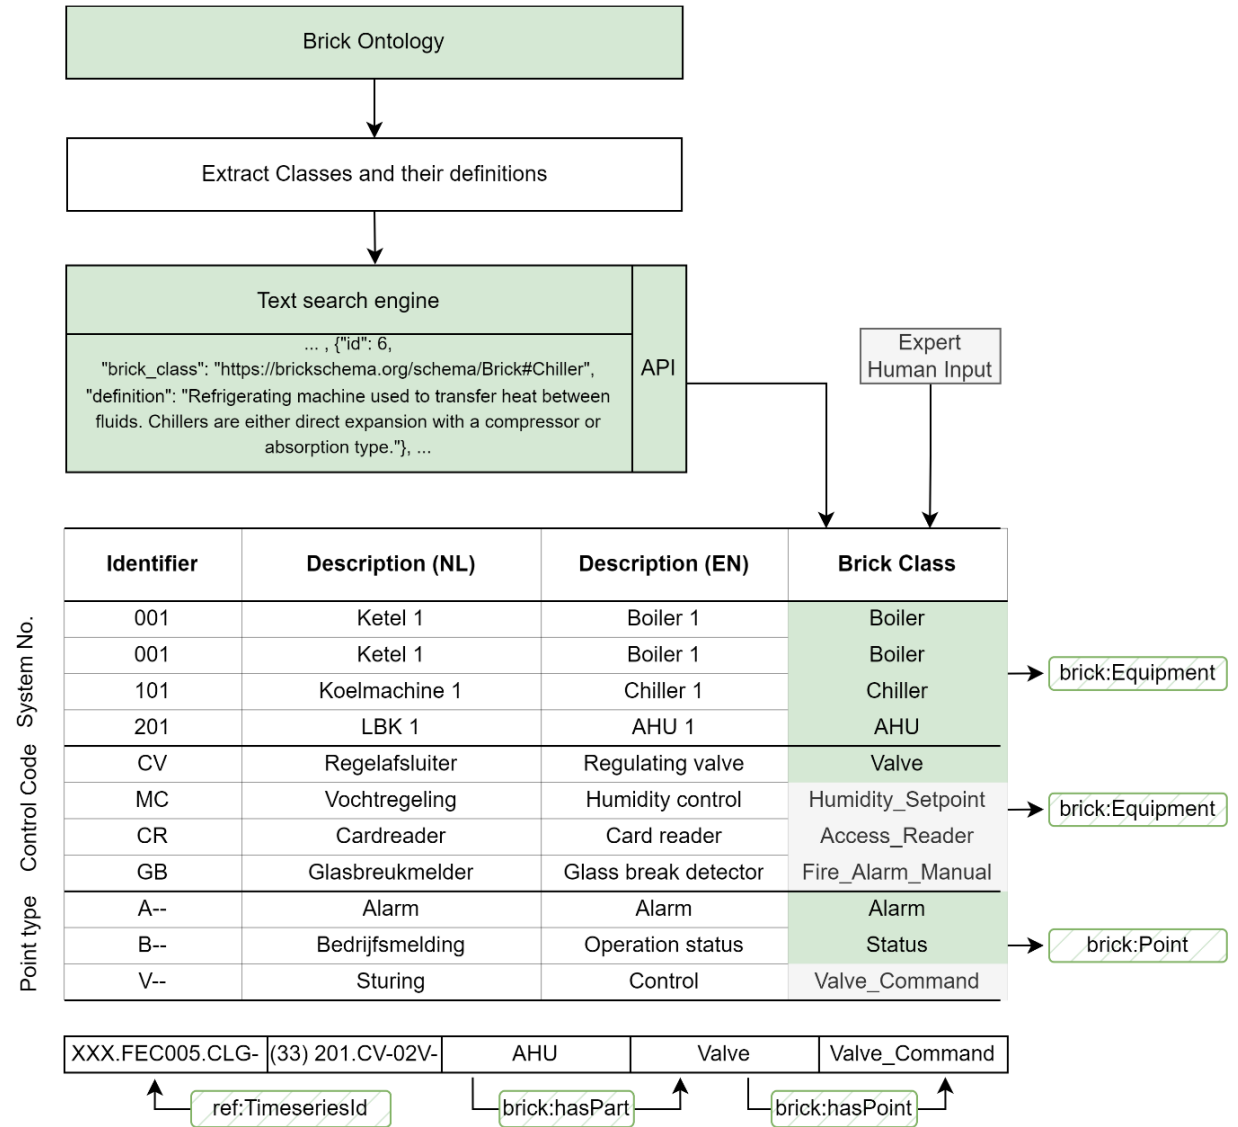 Brick Ontology
Extract Classes and their definitions
Text search engine
... , {"id": 6,
"brick_class": "https://brickschema.org/schema/Brick#Chiller",
"definition": "Refrigerating machine used to transfer heat between
fluids. Chillers are either direct expansion with a compressor or
absorption type."}, ...
API
Expert
Human Input
Identifier Description (NL) Description (EN) Brick Class
System No.
001 Ketel 1 Boiler 1 Boiler
001 Ketel 1 Boiler 1 Boiler
101 Koelmachine 1 Chiller 1 Chiller
201 LBK 1 AHU 1 AHU
brick:Equipment
Control Code
CV Regelafsluiter Regulating valve Valve
MC Vochtregeling Humidity control Humidity_Setpoint
CR Cardreader Card reader Access_Reader
GB Glasbreukmelder Glass break detector Fire_Alarm_Manual
brick:Equipment
Point type
A-- Alarm Alarm Alarm
B-- Bedrijfsmelding Operation status Status
V-- Sturing Control Valve_Command
brick:Point
XXX.FEC005.CLG- (33) 201.CV-02V- AHU Valve Valve_Command
ref:TimeseriesId brick:hasPart brick:hasPoint